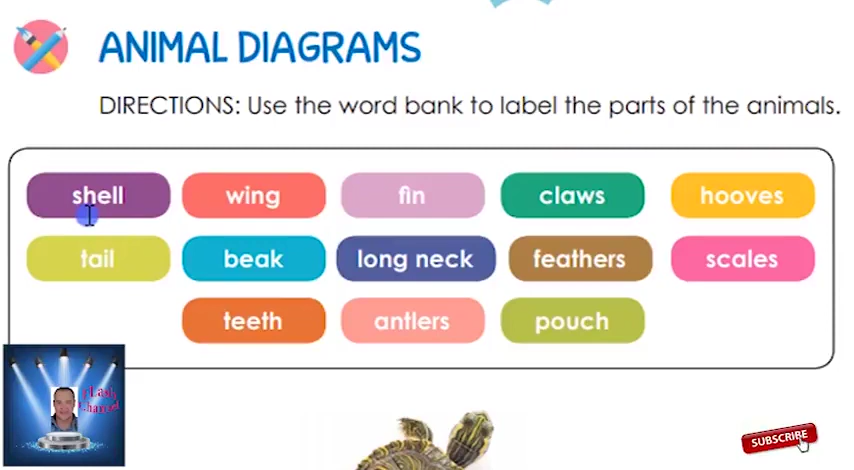 ANIMAL DIAGRAMS
DIRECTIONS: Use the word bank to label the parts of the animals.
shell wing fin claws hooves
tail beak long neck feathers scales
teeth antlers pouch
SUBSCRIBE